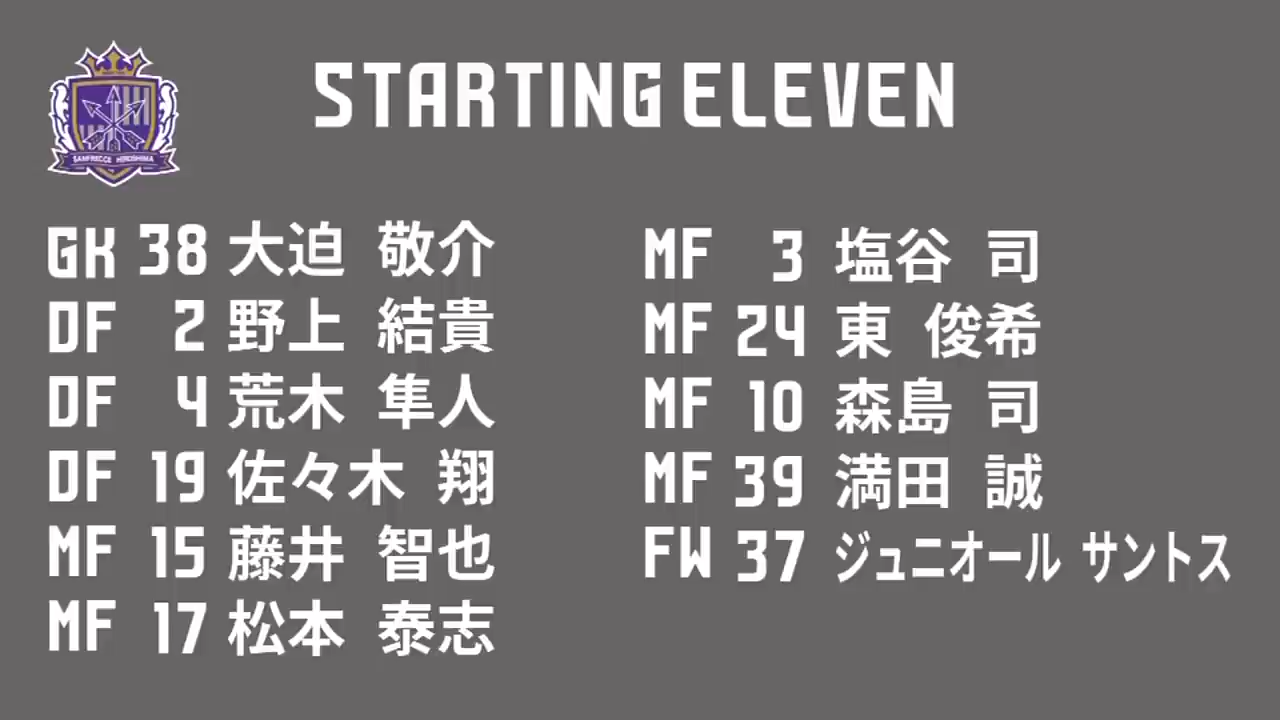 STARTING ELEVEN
SANFRECCE HIROSHIMA
GK 38 大迫 敬介
DF 2 野上 結貴
DF 4 荒木 隼人
DF 19 佐々木 翔
MF 15 藤井 智也
MF 17 松本 泰志
MF 3 塩谷 司
MF 24 東 俊希
MF 10 森島 司
MF 39 満田 誠
FW 37 ジュニオール サントス